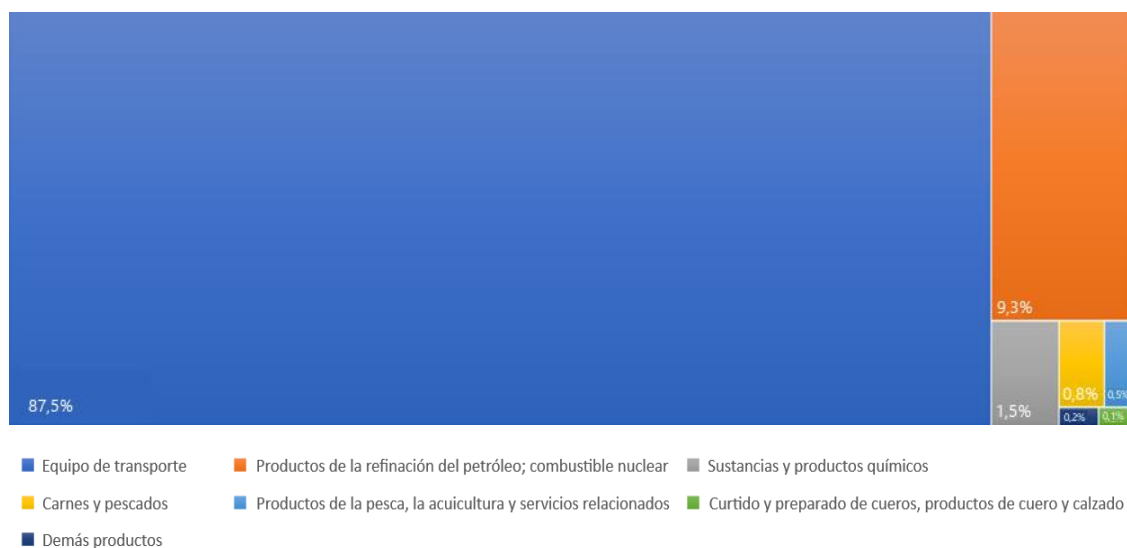 9,3%
87,5%
1,5%
0,8%
0,5%
0,2%
0,1%
Equipo de transporte
Productos de la refinación del petróleo; combustible nuclear
Sustancias y productos químicos
Carnes y pescados
Productos de la pesca, la acuicultura y servicios relacionados
Curtido y preparado de cueros, productos de cuero y calzado
Demás productos